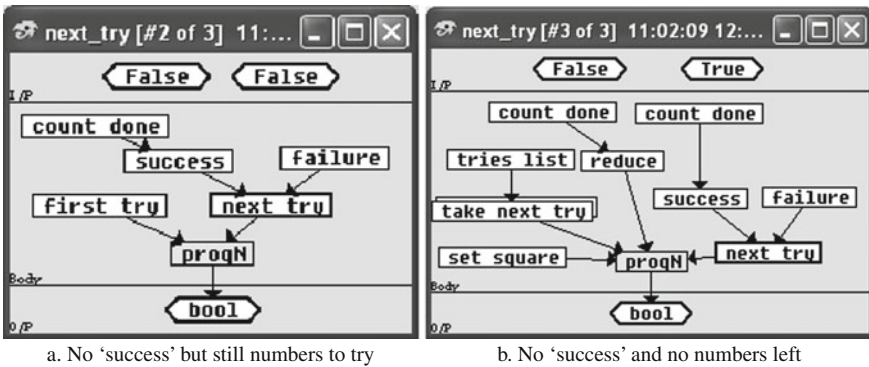 next_try [#2 of 3] 11:...
False False
I/P
count done
success failure
first try next try
progN
Body
bool
O/P
a. No ‘success’ but still numbers to try
next_try [#3 of 3] 11:02:09 12:...
False True
I/P
count done count done
tries list reduce
take next try success failure
set square progN next try
Body
bool
O/P
b. No ‘success’ and no numbers left